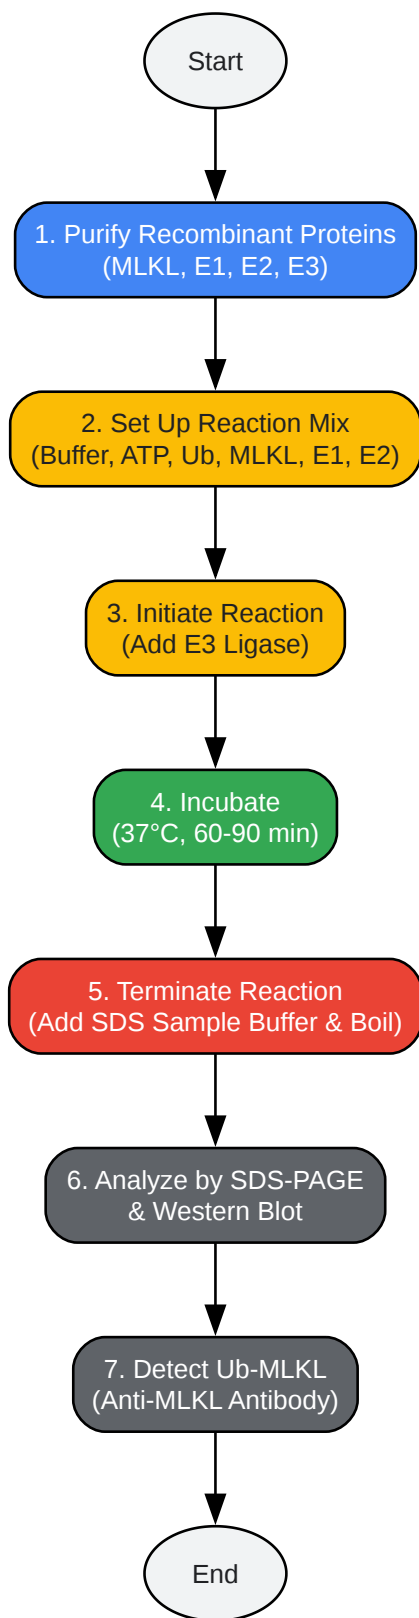 Start
1. Purify Recombinant Proteins
(MLKL, E1, E2, E3)
2. Set Up Reaction Mix
(Buffer, ATP, Ub, MLKL, E1, E2)
3. Initiate Reaction
(Add E3 Ligase)
4. Incubate
(37°C, 60-90 min)
5. Terminate Reaction
(Add SDS Sample Buffer & Boil)
6. Analyze by SDS-PAGE
& Western Blot
7. Detect Ub-MLKL
(Anti-MLKL Antibody)
End